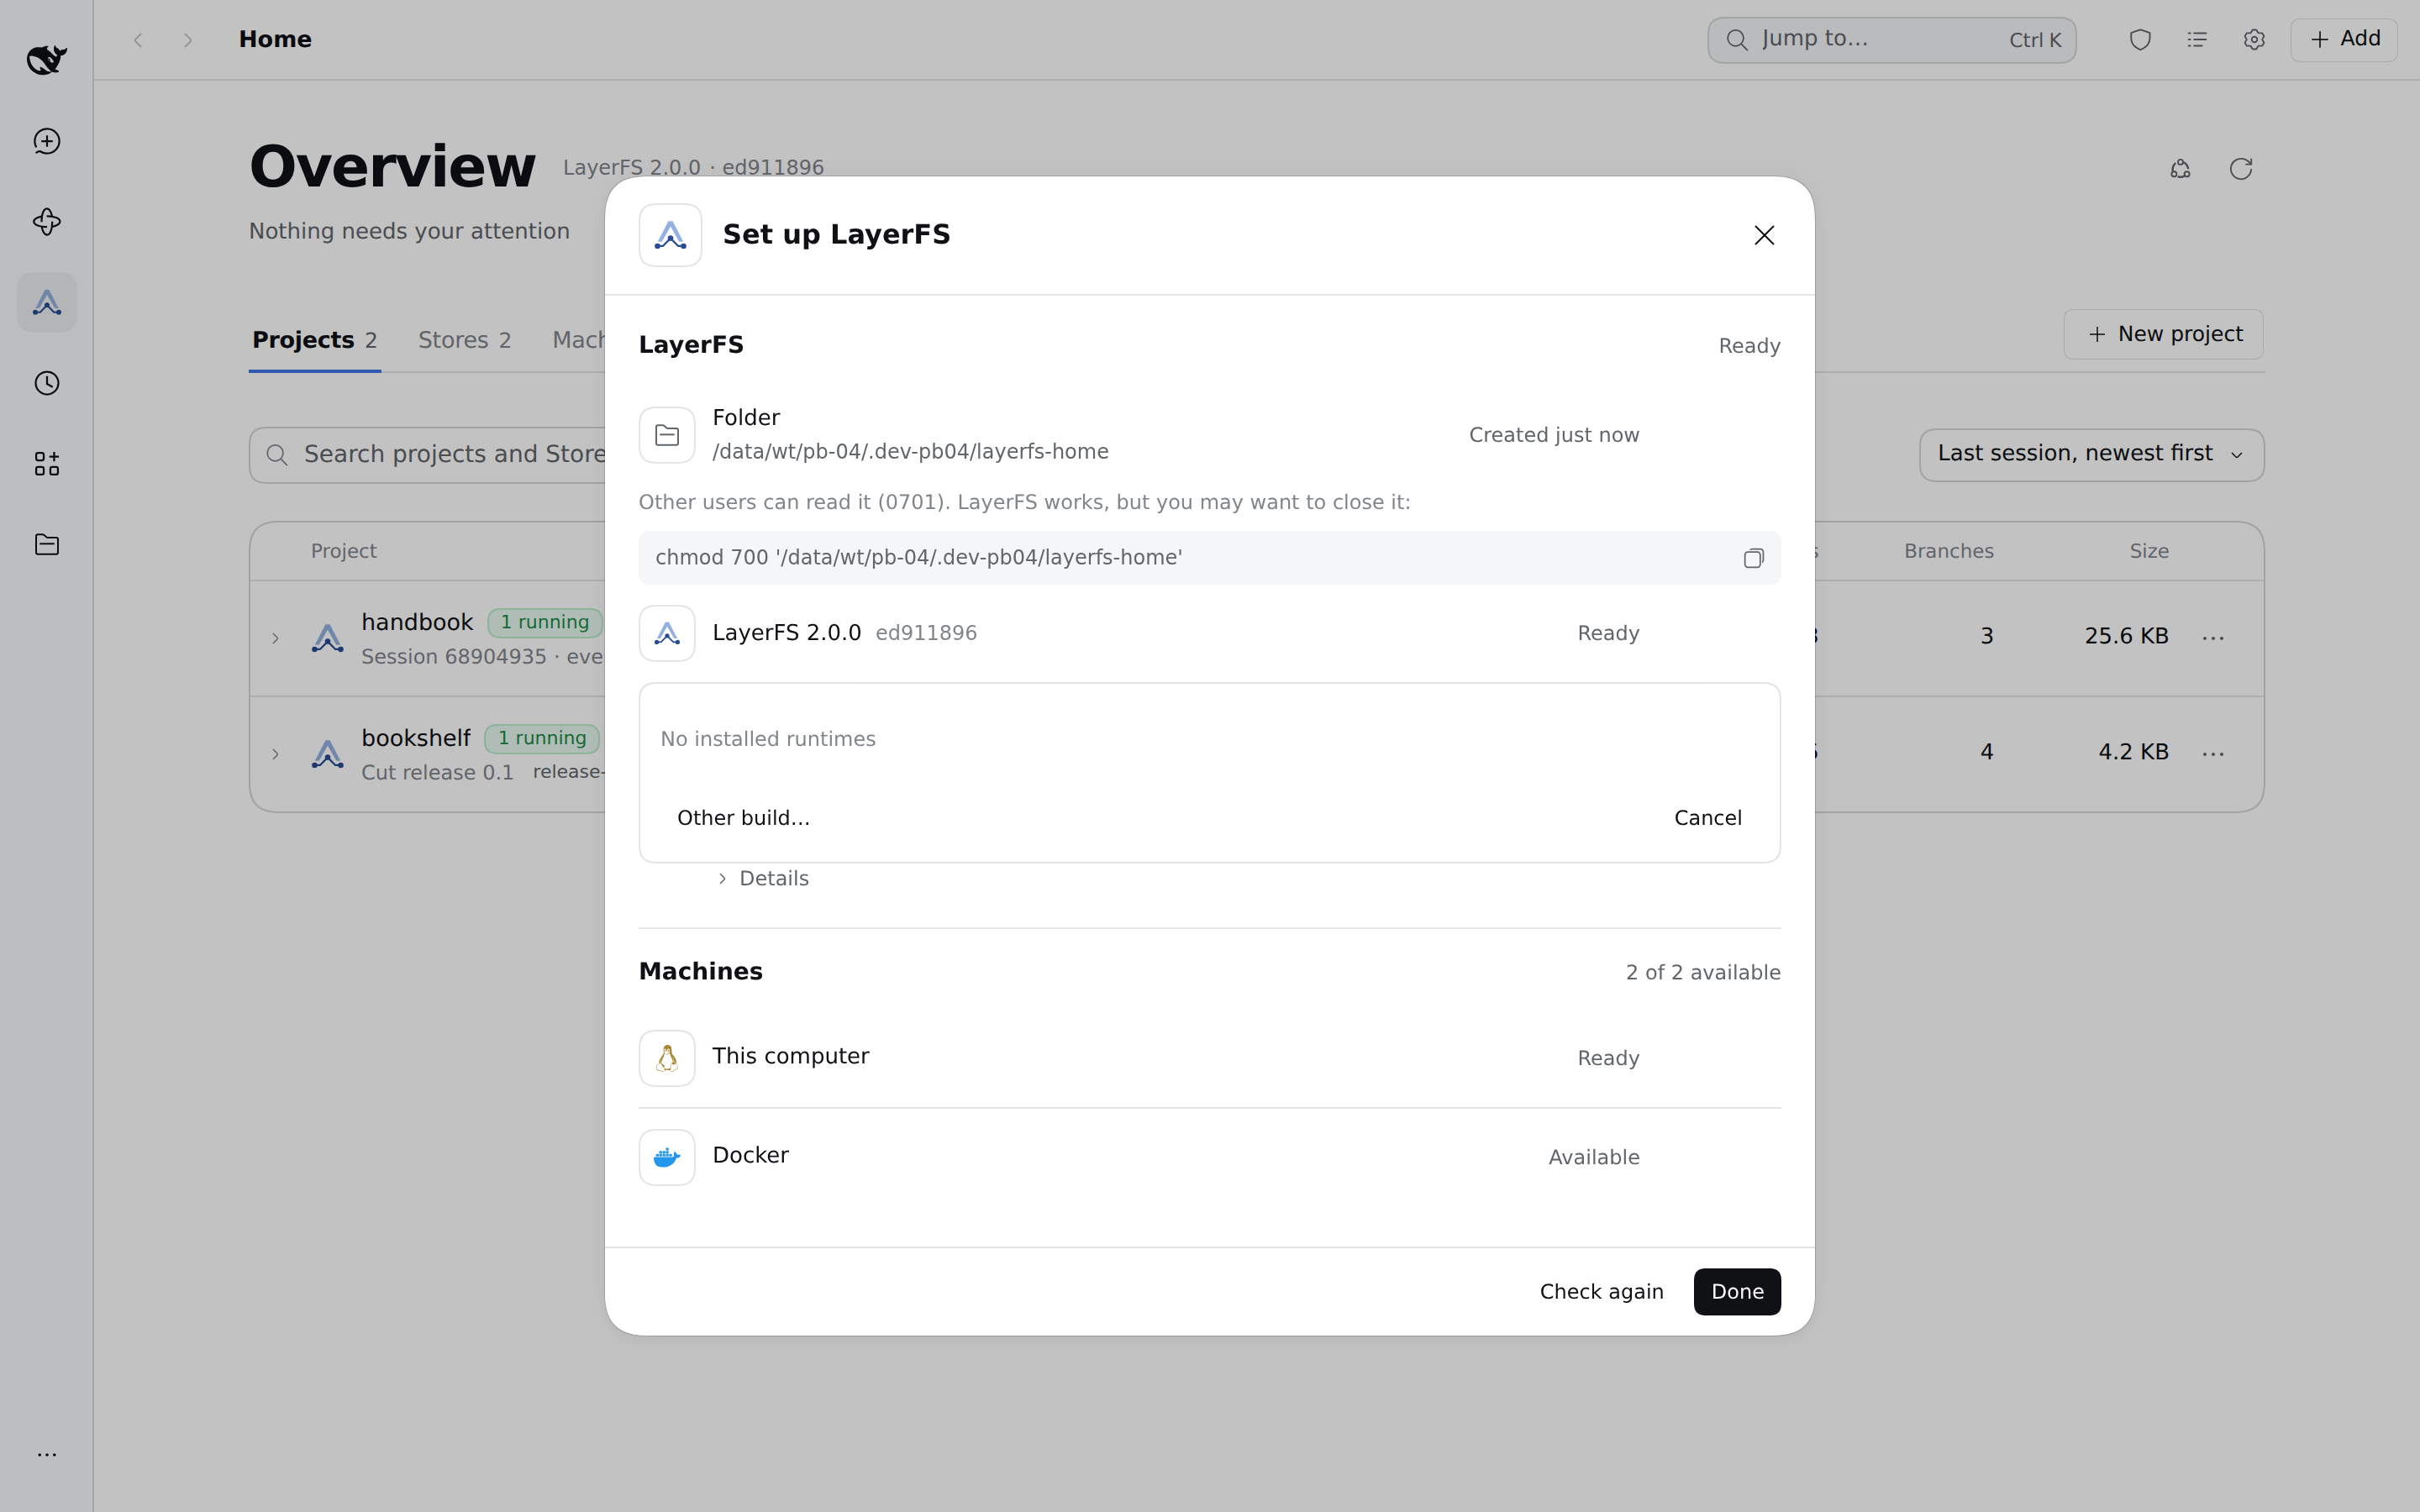 Home
Jump to...
Ctrl K
Add
Overview
LayerFS 2.0.0 · ed911896
Nothing needs your attention
Projects 2
Stores 2
New project
Last session, newest first
Project
Branches
Size
handbook
1 running
Session 68904935 ·
3
25.6 KB
bookshelf
1 running
Cut release 0.1
4
4.2 KB
Search projects and
Set up LayerFS
LayerFS
Ready
Folder
/data/wt/pb-04/.dev-pb04/layerfs-home
Created just now
Other users can read it (0701). LayerFS works, but you may want to close it:
chmod 700 '/data/wt/pb-04/.dev-pb04/layerfs-home'
LayerFS 2.0.0 ed911896
Ready
No installed runtimes
Other build...
Cancel
Details
Machines
2 of 2 available
This computer
Ready
Docker
Available
Check again
Done